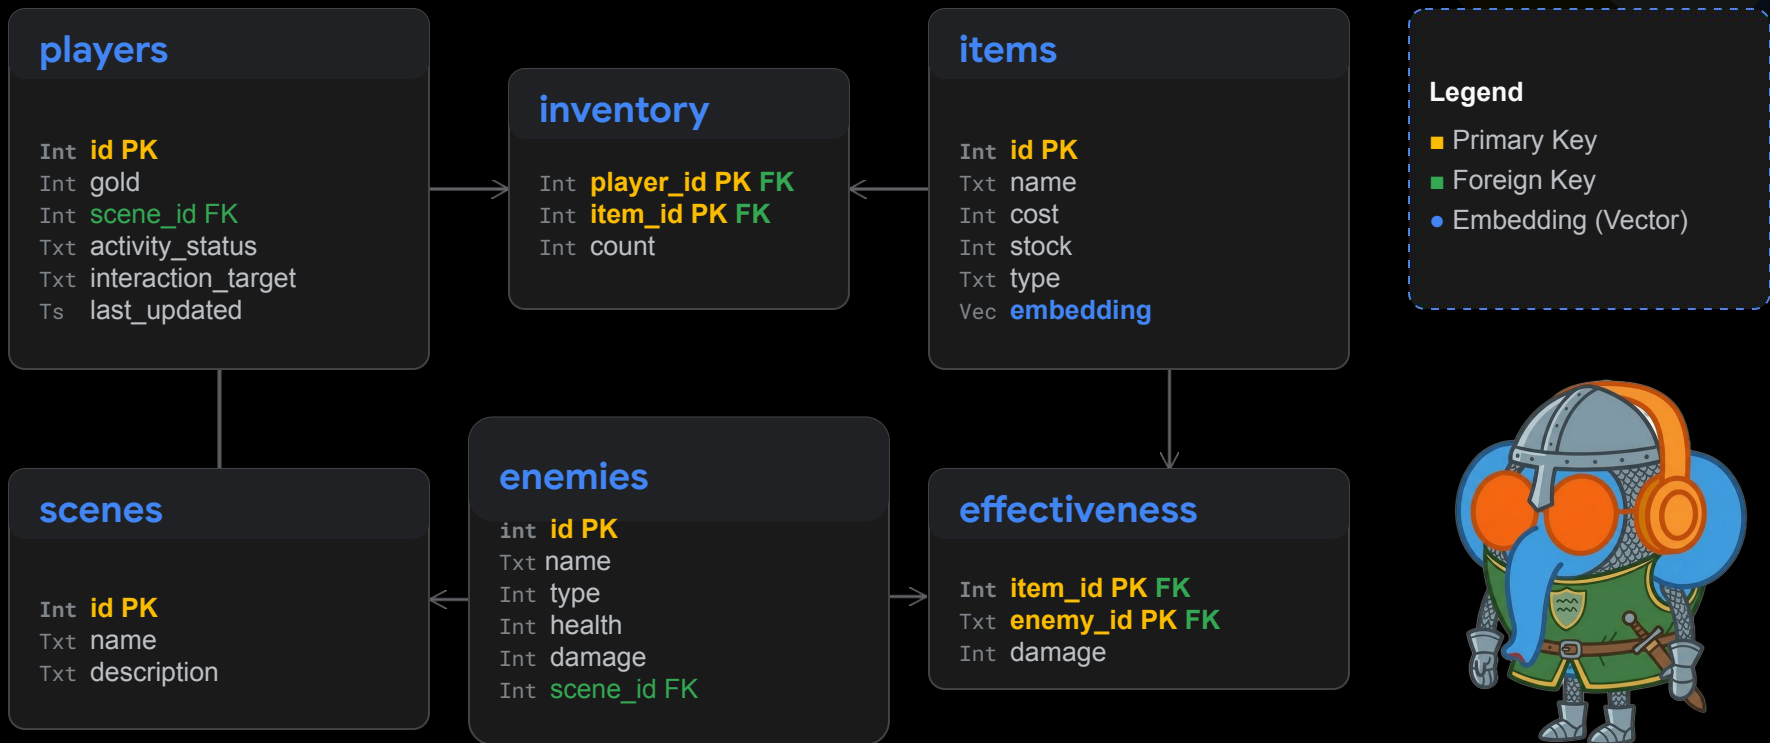 players
Int id PK
Int gold
Int scene_id FK
Txt activity_status
Txt interaction_target
Ts last_updated
inventory
Int player_id PK FK
Int item_id PK FK
Int count
items
Int id PK
Txt name
Int cost
Int stock
Txt type
Vec embedding
Legend
Primary Key
Foreign Key
Embedding (Vector)
scenes
Int id PK
Txt name
Txt description
enemies
int id PK
Txt name
Int type
Int health
Int damage
Int scene_id FK
effectiveness
Int item_id PK FK
Txt enemy_id PK FK
Int damage